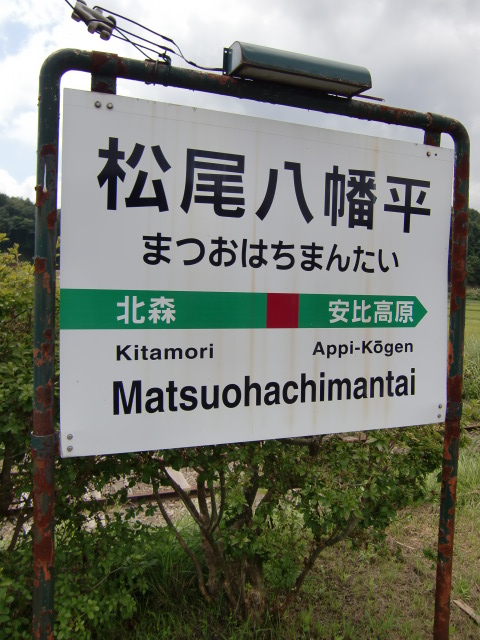 松尾八幡平
まつおはちまんたい
北森 安比高原
Kitamori Appi-Kōgen
Matsuohachimantai